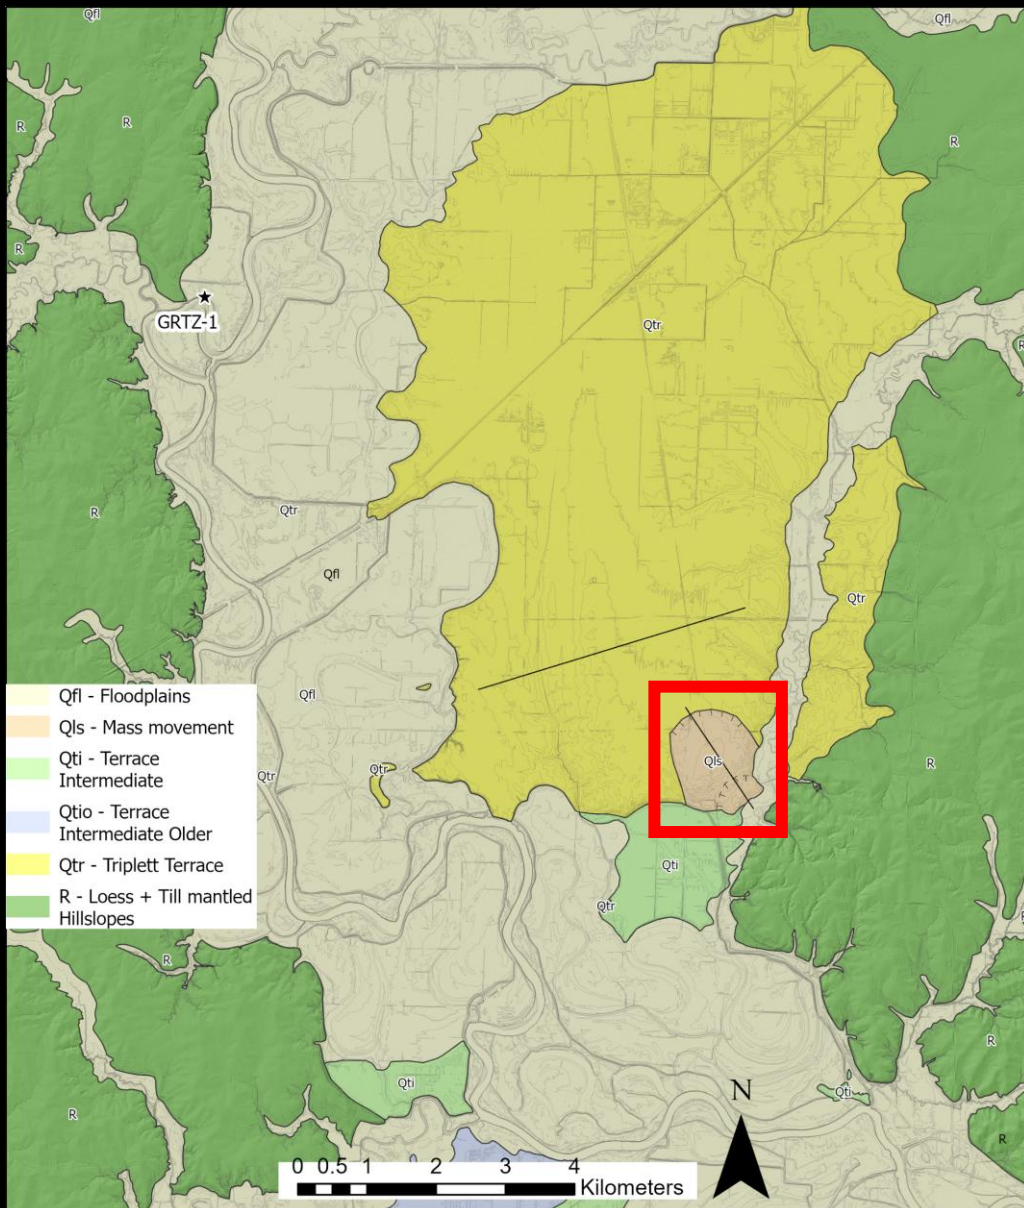 Qfl
Qfl
R
R
R
R
GRTZ-1
Qtr
R
R
Qtr
Qfl
Qtr
Qfl
Qls
R
Qtr
Qtr
Qti
Qtr
R
R
R
Qti
Qti
R
R
Qfl - Floodplains
Qls - Mass movement
Qti - Terrace
Intermediate
Qtio - Terrace
Intermediate Older
Qtr - Triplett Terrace
R - Loess + Till mantled
Hillslopes
N
0 0.5 1 2 3 4
Kilometers